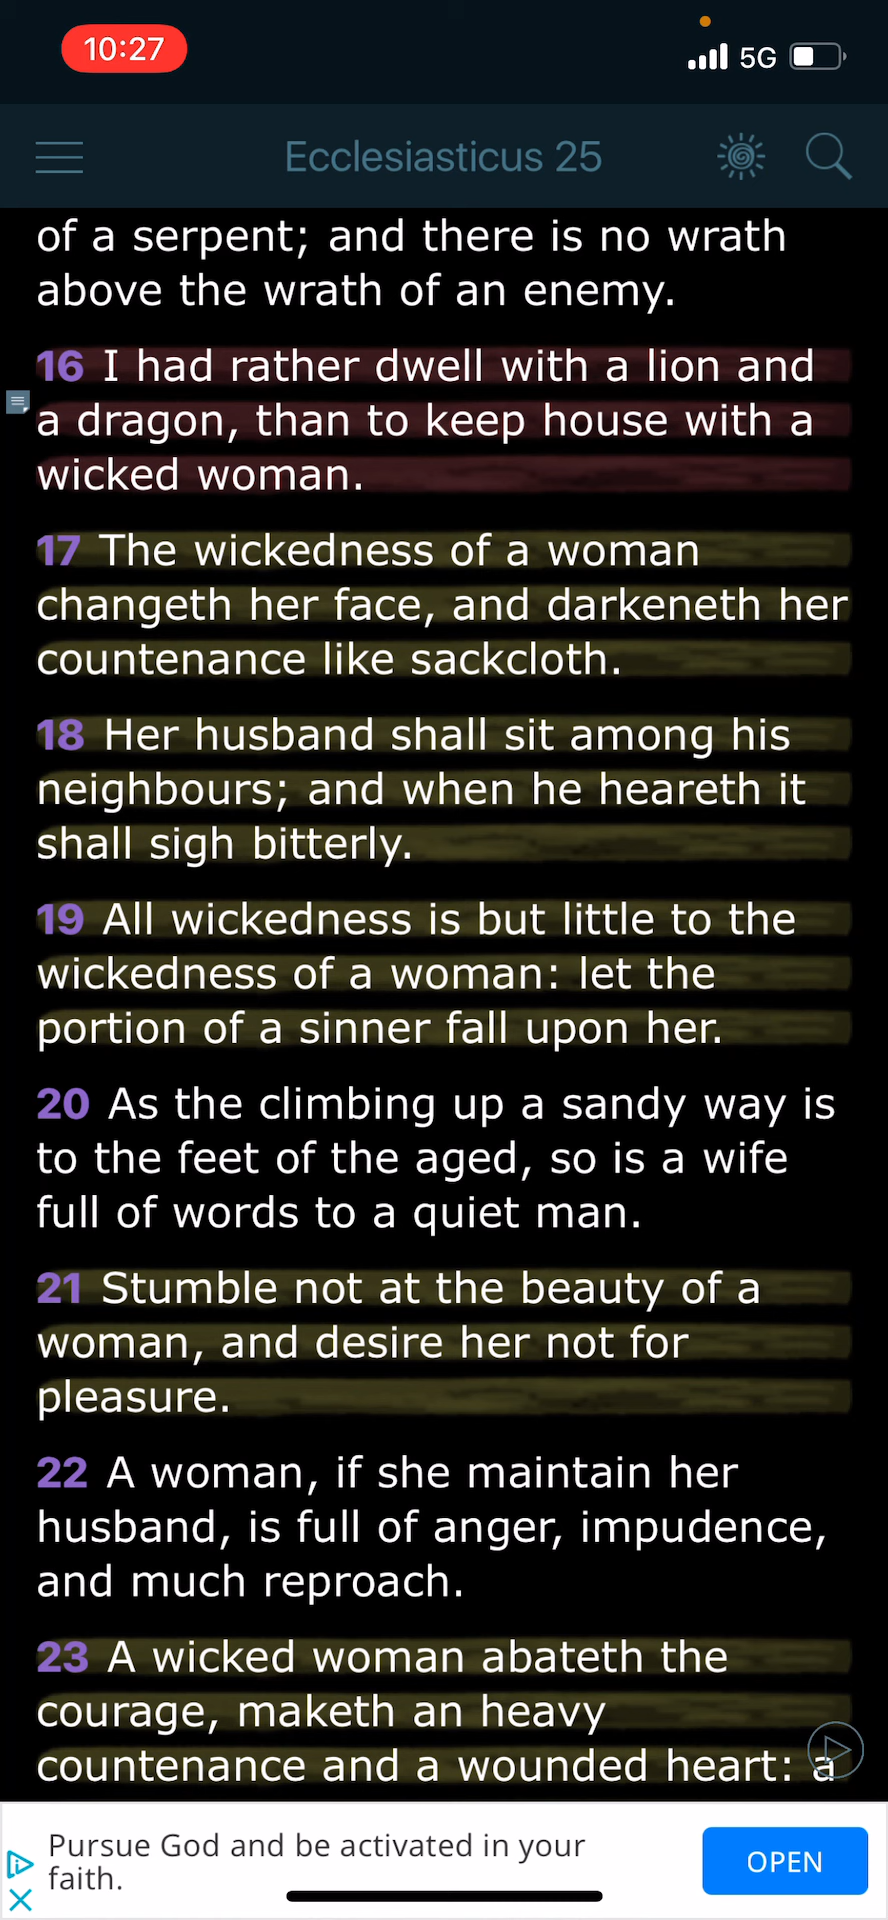 10:27
5G
Ecclesiasticus 25
of a serpent; and there is no wrath
above the wrath of an enemy.
16 I had rather dwell with a lion and
a dragon, than to keep house with a
wicked woman.
17 The wickedness of a woman
changeth her face, and darkeneth her
countenance like sackcloth.
18 Her husband shall sit among his
neighbours; and when he heareth it
shall sigh bitterly.
19 All wickedness is but little to the
wickedness of a woman: let the
portion of a sinner fall upon her.
20 As the climbing up a sandy way is
to the feet of the aged, so is a wife
full of words to a quiet man.
21 Stumble not at the beauty of a
woman, and desire her not for
pleasure.
22 A woman, if she maintain her
husband, is full of anger, impudence,
and much reproach.
23 A wicked woman abateth the
courage, maketh an heavy
countenance and a wounded heart: a
Pursue God and be activated in your
faith.
OPEN